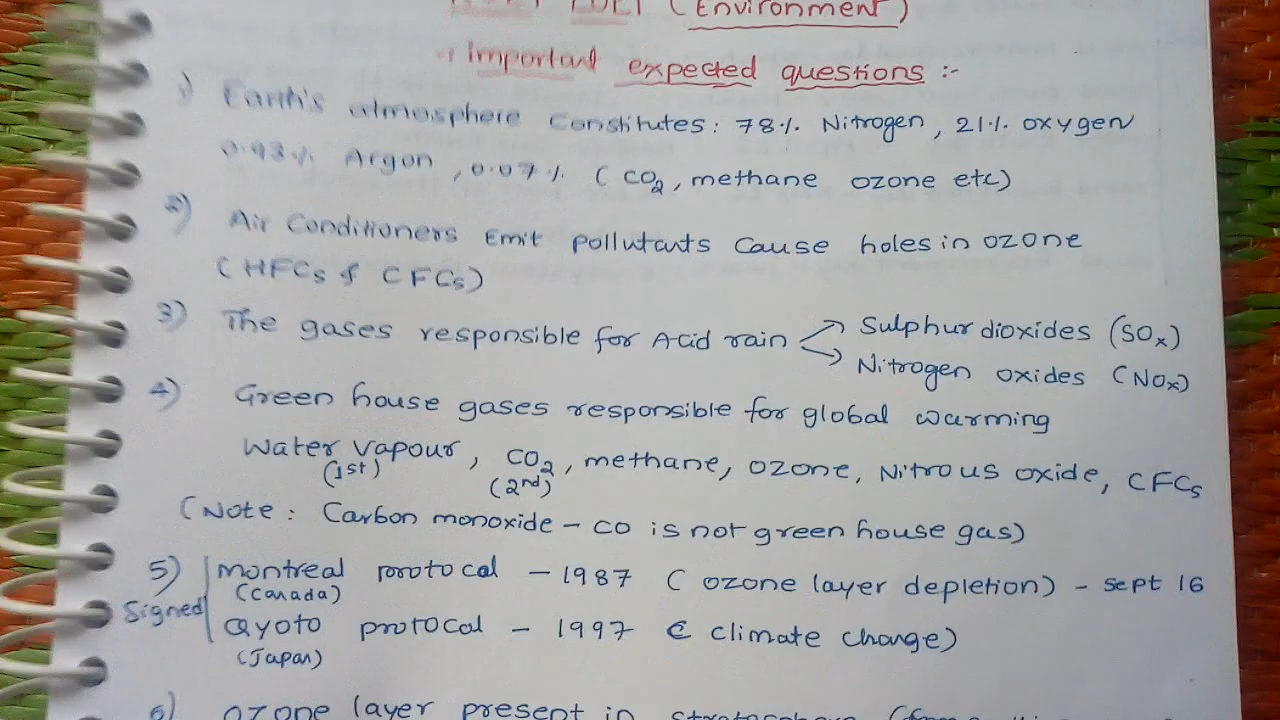 (Environment)
Important expected questions :-
1) Earth's atmosphere constitutes : 78% Nitrogen, 21% oxygen
0.93% Argon, 0.07% (CO2, methane ozone etc)
2) Air Conditioners Emit pollutants cause holes in ozone
(HFCs & CFCs)
3) The gases responsible for Acid rain → Sulphur dioxides (SOx)
→ Nitrogen oxides (NOx)
4) Green house gases responsible for global warming
Water vapour, CO2, methane, ozone, Nitrous oxide, CFCs
(1st) (2nd)
(Note : Carbon monoxide - CO is not green house gas)
5) montreal protocal - 1987 (ozone layer depletion) - sept 16
Signed (Canada)
Qyoto protocal - 1997 (climate change)
(Japan)
6) ozone layer present in